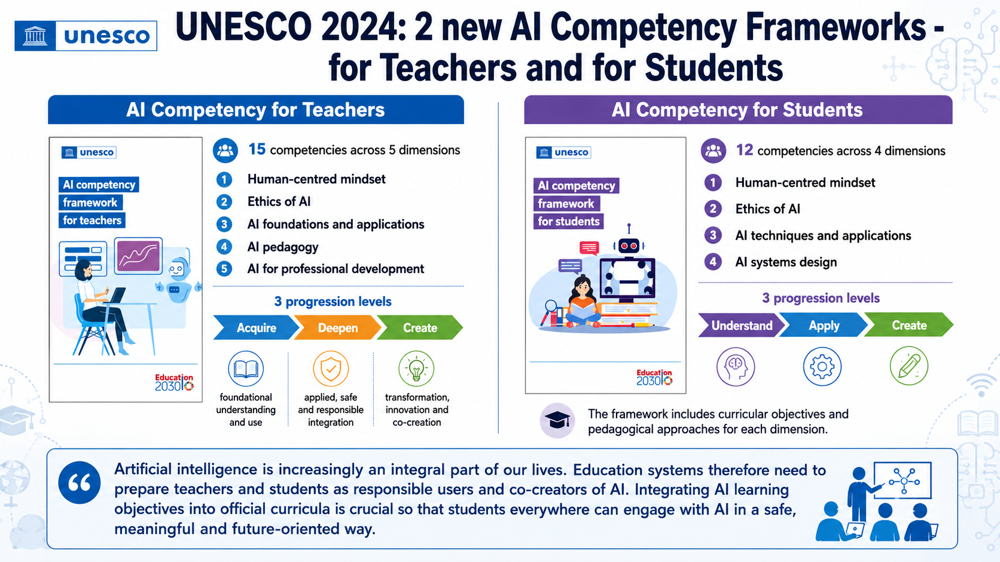 unesco
UNESCO 2024: 2 new AI Competency Frameworks -
for Teachers and for Students
AI Competency for Teachers
unesco
AI competency
framework
for teachers
Education
2030
15 competencies across 5 dimensions
1 Human-centred mindset
2 Ethics of AI
3 AI foundations and applications
4 AI pedagogy
5 AI for professional development
3 progression levels
Acquire Deepen Create
foundational
understanding
and use
applied, safe
and responsible
integration
transformation,
innovation and
co-creation
AI Competency for Students
unesco
AI competency
framework
for students
Education
2030
12 competencies across 4 dimensions
1 Human-centred mindset
2 Ethics of AI
3 AI techniques and applications
4 AI systems design
3 progression levels
Understand Apply Create
The framework includes curricular objectives and
pedagogical approaches for each dimension.
“
Artificial intelligence is increasingly an integral part of our lives. Education systems therefore need to
prepare teachers and students as responsible users and co-creators of AI. Integrating AI learning
objectives into official curricula is crucial so that students everywhere can engage with AI in a safe,
meaningful and future-oriented way.